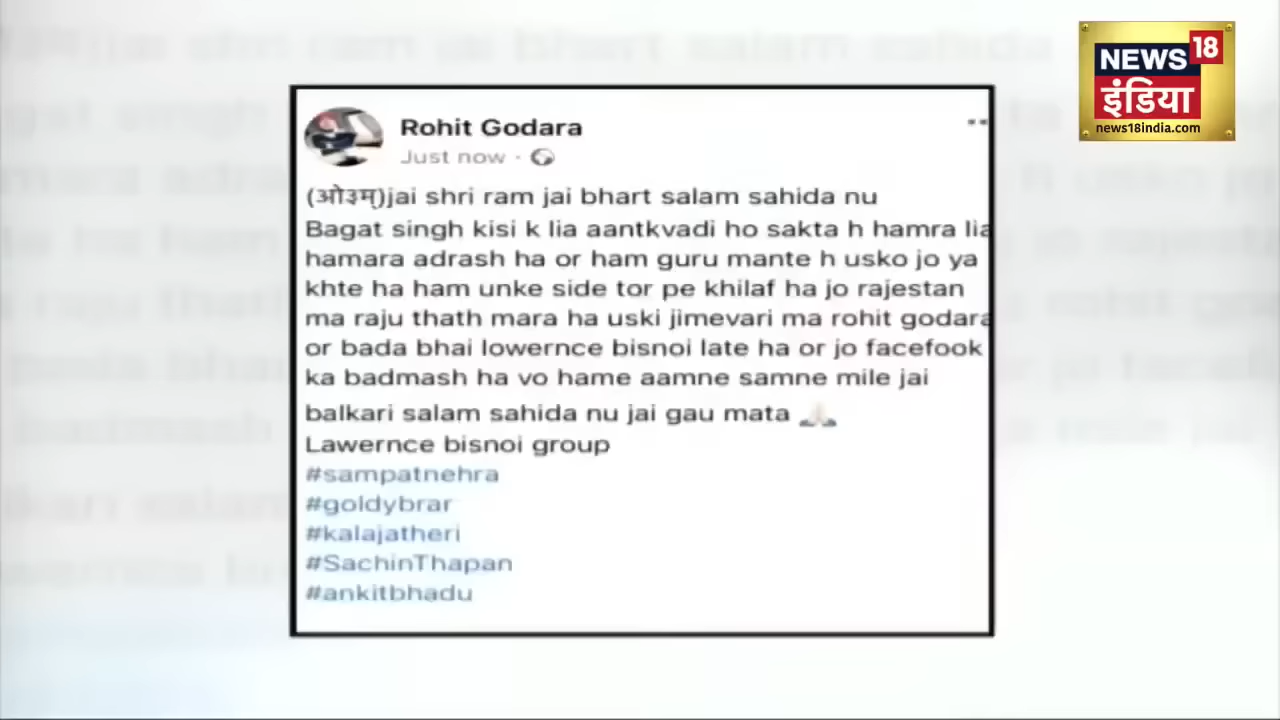 NEWS 18
इंडिया
news18india.com
Rohit Godara
Just now ·
(ओ३म्)jai shri ram jai bhart salam sahida nu
Bagat singh kisi k lia aantkvadi ho sakta h hamra lia
hamara adrash ha or ham guru mante h usko jo ya
khte ha ham unke side tor pe khilaf ha jo rajestan
ma raju thath mara ha uski jimevari ma rohit godara
or bada bhai lowernce bisnoi late ha or jo facefook
ka badmash ha vo hame aamne samne mile jai
balkari salam sahida nu jai gau mata 🙏🏻
Lawernce bisnoi group
#sampatnehra
#goldybrar
#kalajatheri
#SachinThapan
#ankitbhadu